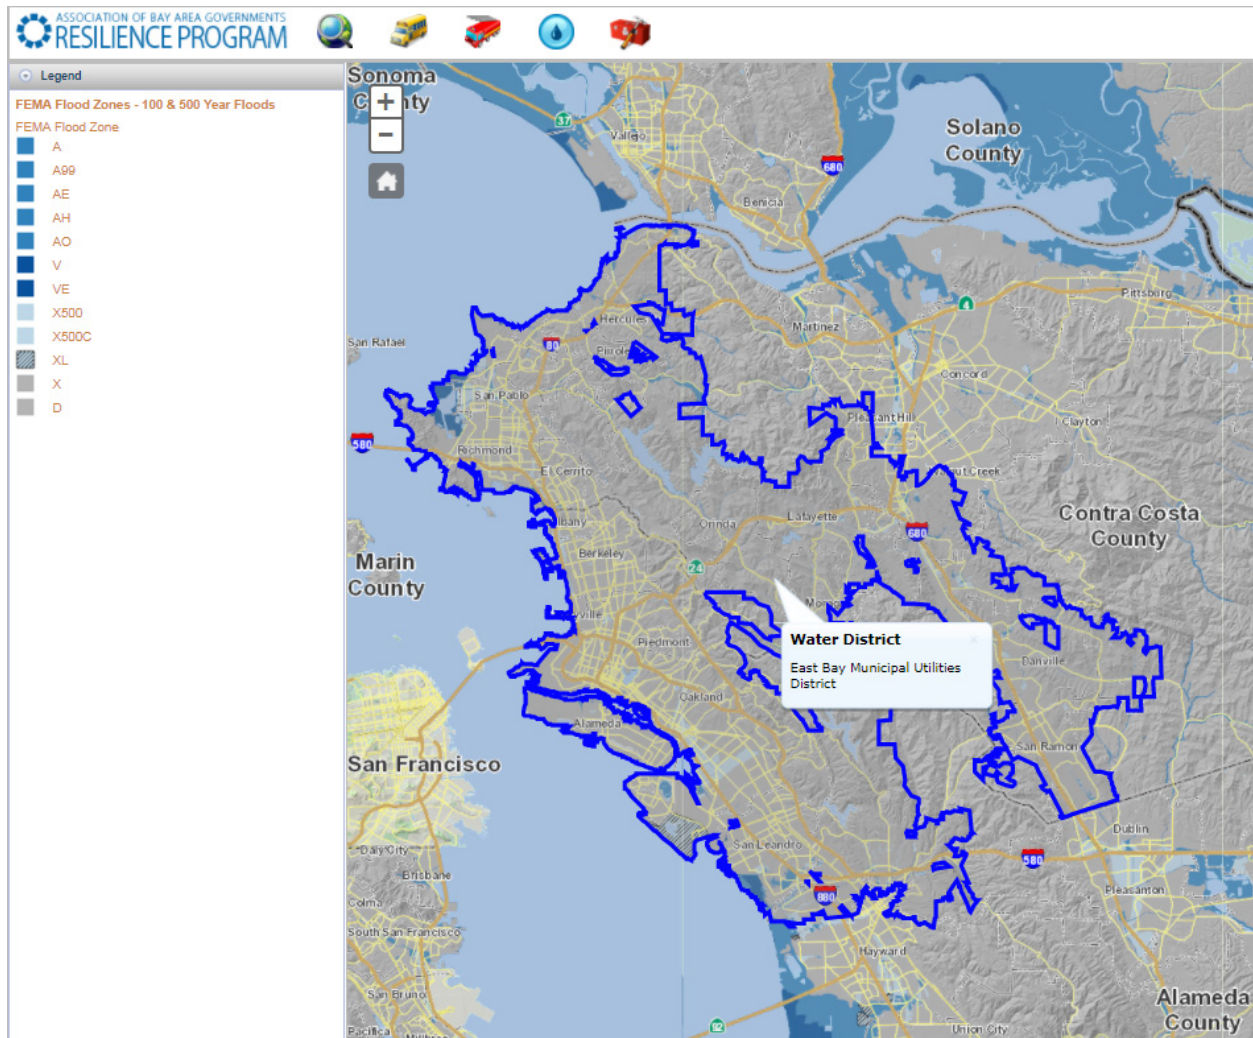 ASSOCIATION OF BAY AREA GOVERNMENTS
RESILIENCE PROGRAM
Legend
FEMA Flood Zones - 100 & 500 Year Floods
FEMA Flood Zone
A
A99
AE
AH
AO
V
VE
X500
X500C
XL
X
D
Sonoma
County
+
−
37
Vallejo
Solano
County
680
Benicia
Pittsburg
4
Hercules
Martinez
San Rafael
80
Pinole
Concord
San Pablo
Pleasant Hill
Clayton
580
Richmond
El Cerrito
Walnut Creek
Lafayette
Orinda
Albany
680
Contra Costa
County
Berkeley
Marin
County
24
Water District
East Bay Municipal Utilities
District
Piedmont
Danville
Oakland
Alameda
San Ramon
San Francisco
Dublin
Daly City
San Leandro
580
Brisbane
880
Pleasanton
Colma
South San Francisco
Hayward
San Bruno
Alameda
County
92
Union City
Pacifica
Millbrae